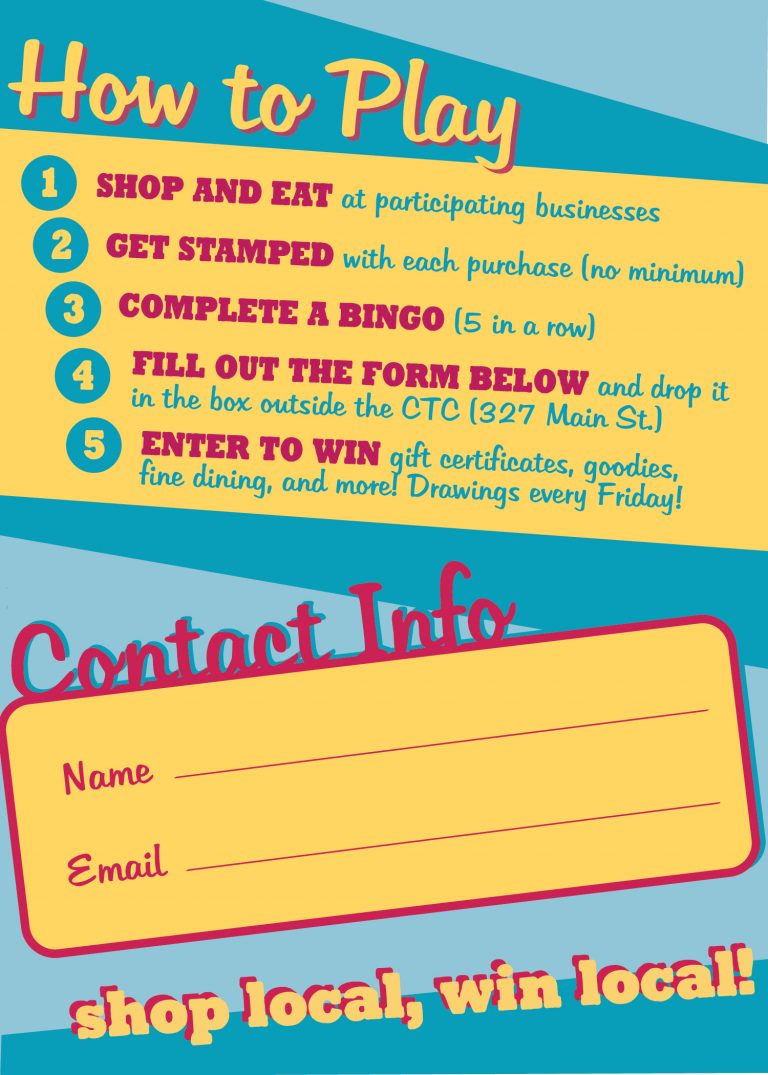 How to Play
1 SHOP AND EAT at participating businesses
2 GET STAMPED with each purchase (no minimum)
3 COMPLETE A BINGO (5 in a row)
4 FILL OUT THE FORM BELOW and drop it
in the box outside the CTC (327 Main St.)
5 ENTER TO WIN gift certificates, goodies,
fine dining, and more! Drawings every Friday!
Contact Info
Name
Email
shop local, win local!